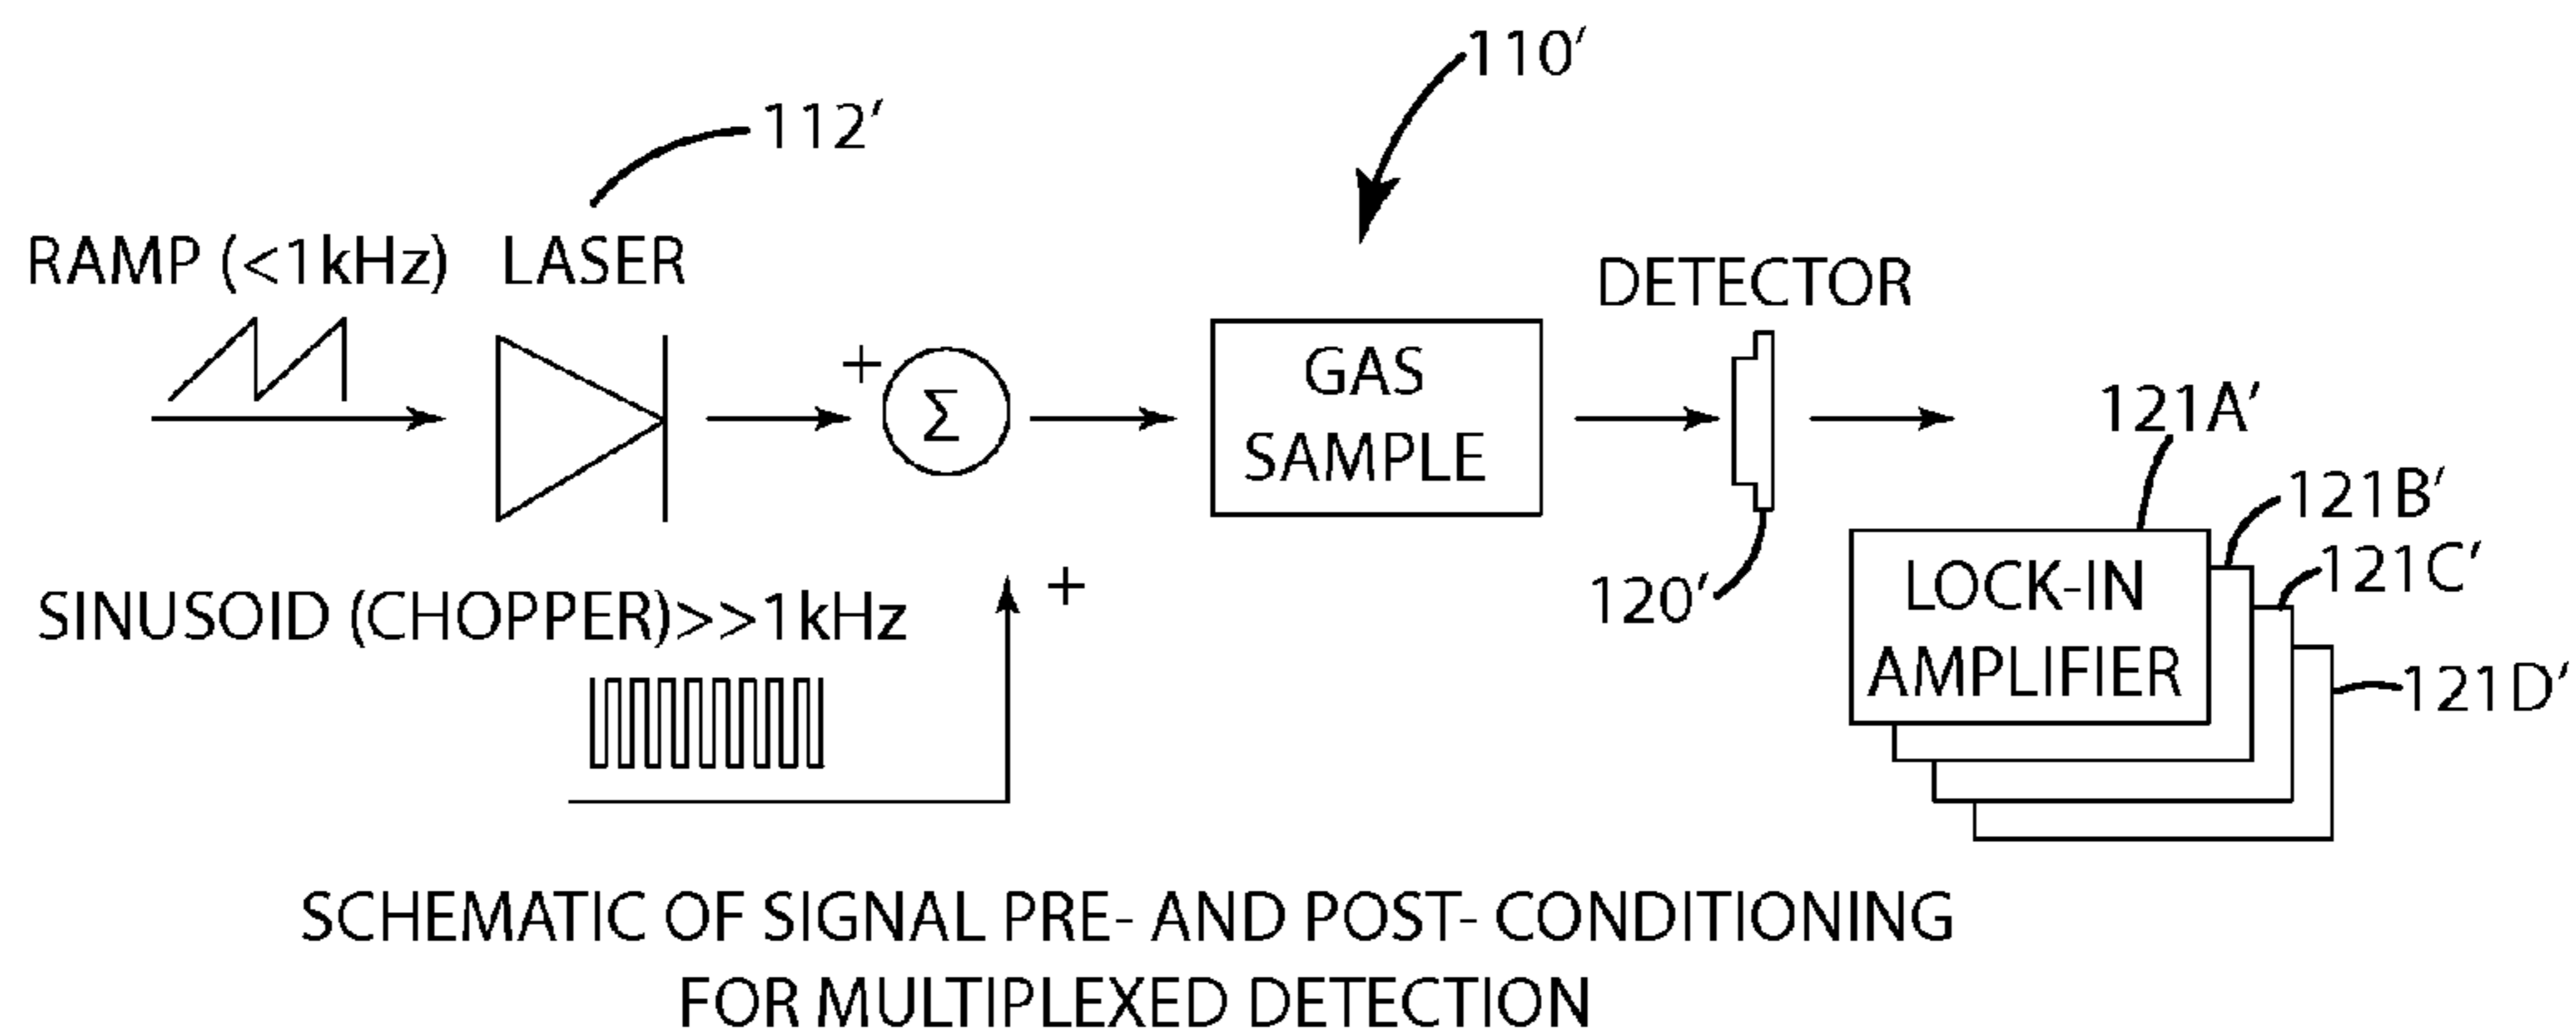 110′
112′
RAMP (<1kHz)
LASER
DETECTOR
+
Σ
GAS
SAMPLE
121A′
121B′
121C′
121D′
120′
LOCK-IN
AMPLIFIER
+
SINUSOID (CHOPPER)>>1kHz
SCHEMATIC OF SIGNAL PRE- AND POST- CONDITIONING
FOR MULTIPLEXED DETECTION